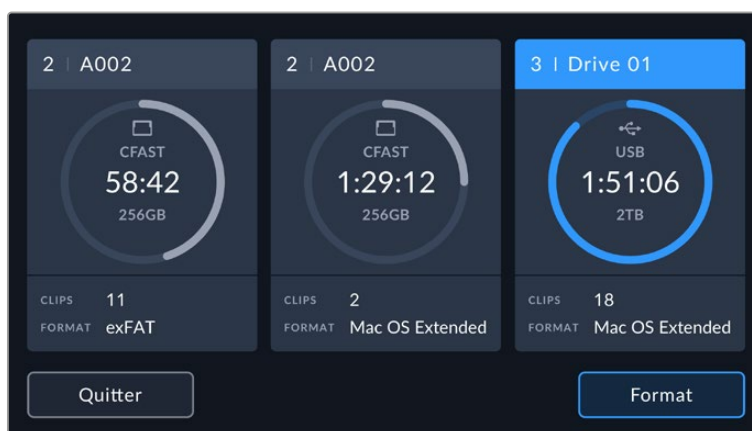 2 | A002
CFAST
58:42
256GB
CLIPS 11
FORMAT exFAT
2 | A002
CFAST
1:29:12
256GB
CLIPS 2
FORMAT Mac OS Extended
3 | Drive 01
USB
1:51:06
2TB
CLIPS 18
FORMAT Mac OS Extended
Quitter
Format